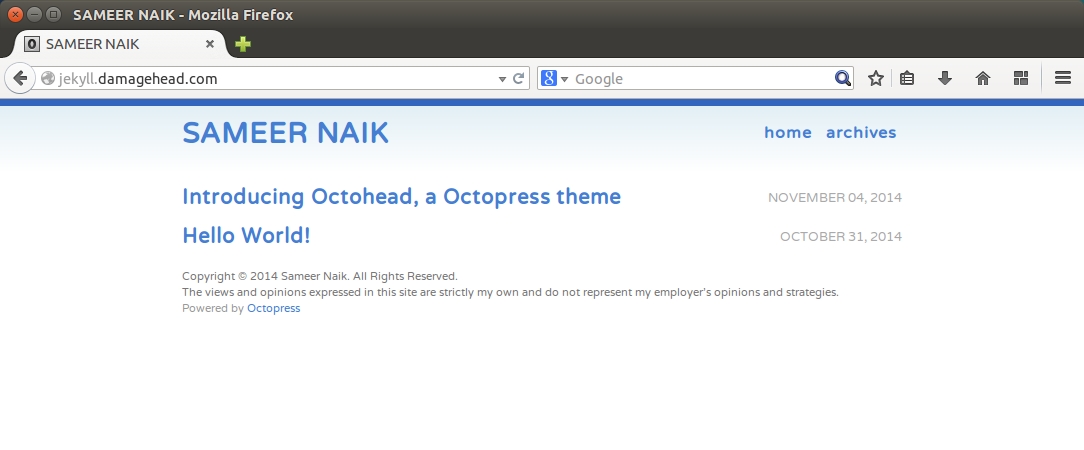 SAMEER NAIK - Mozilla Firefox
SAMEER NAIK
jekyll.damagehead.com
Google
SAMEER NAIK
home archives
Introducing Octohead, a Octopress theme
NOVEMBER 04, 2014
Hello World!
OCTOBER 31, 2014
Copyright © 2014 Sameer Naik. All Rights Reserved.
The views and opinions expressed in this site are strictly my own and do not represent my employer's opinions and strategies.
Powered by Octopress